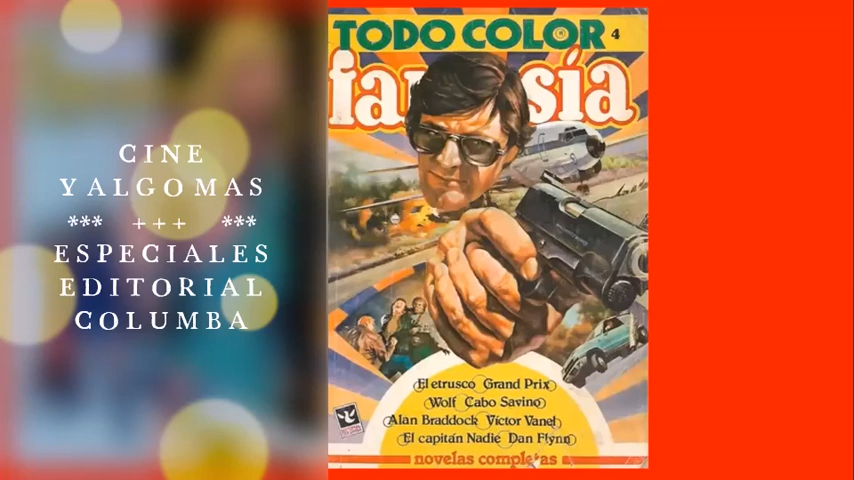 CINE
Y ALGO MAS
*** +++ ***
ESPECIALES
EDITORIAL
COLUMBA
TODO COLOR 4
fantasía
El etrusco Grand Prix
Wolf Cabo Savino
Alan Braddock Víctor Vanel
El capitán Nadie Dan Flynn
novelas completas